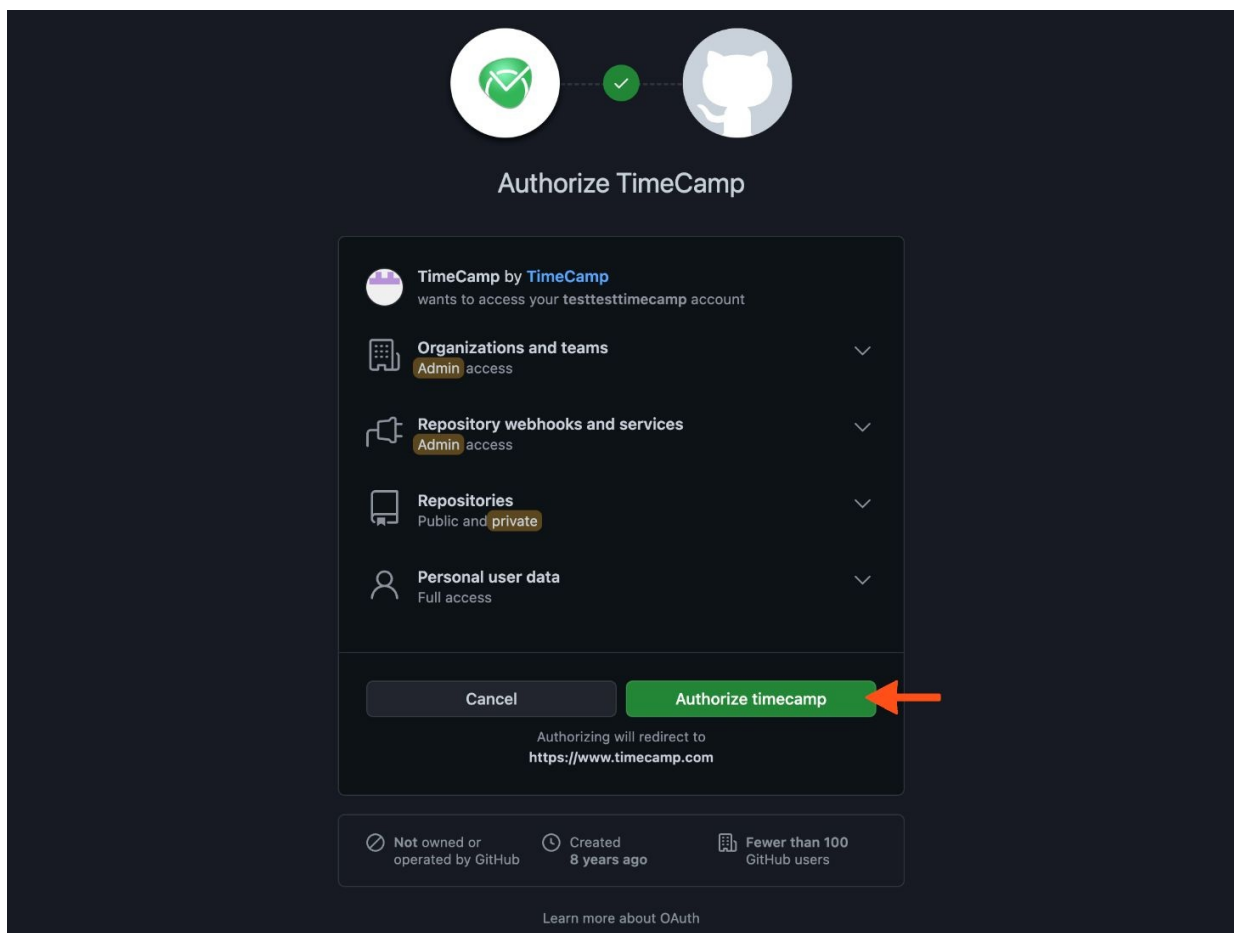 Authorize TimeCamp
TimeCamp by TimeCamp
wants to access your testtesttimecamp account
Organizations and teams
Admin access
Repository webhooks and services
Admin access
Repositories
Public and private
Personal user data
Full access
Cancel
Authorize timecamp
Authorizing will redirect to
https://www.timecamp.com
Not owned or
operated by GitHub
Created
8 years ago
Fewer than 100
GitHub users
Learn more about OAuth